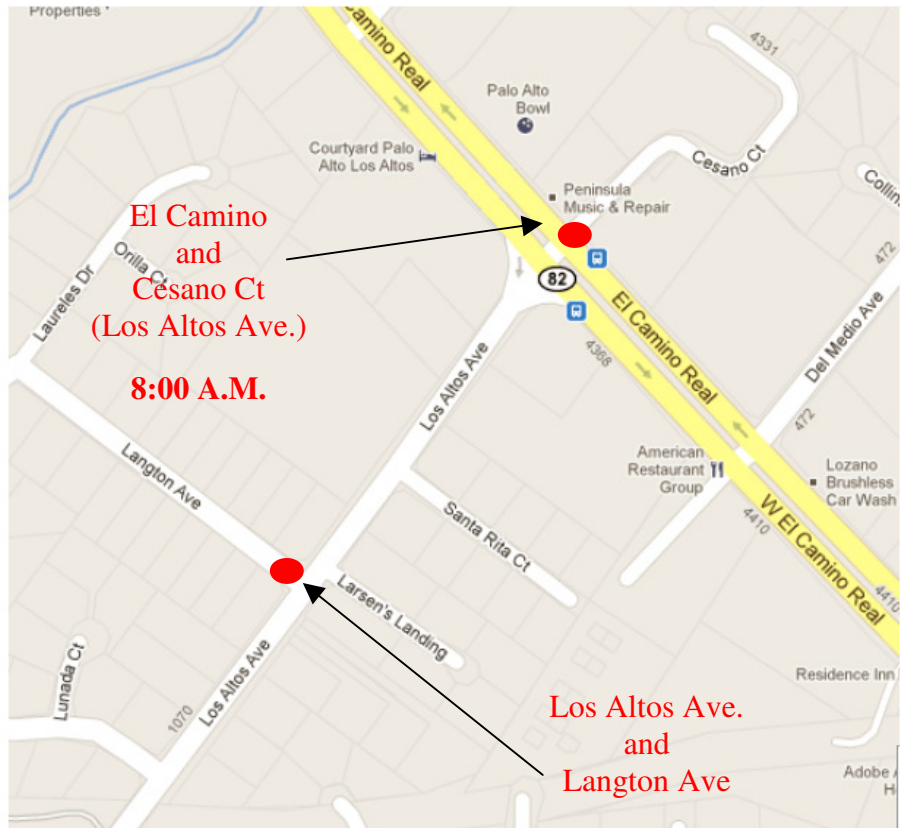 Properties
Camino Real
4331
Palo Alto
Bowl
Courtyard Palo
Alto Los Altos
Cesano Ct
Peninsula
Music & Repair
El Camino
and
Cesano Ct
(Los Altos Ave.)
8:00 A.M.
Orilla Ct
Laureles Dr
472
82
El Camino Real
Del Medio Ave
4368
Los Altos Ave
472
American
Restaurant
Group
Lozano
Brushless
Car Wash
Langton Ave
Santa Rita Ct
4410
W El Camino Real
4410
Larsen's Landing
Lunada Ct
Los Altos Ave
1070
Residence Inn
Los Altos Ave.
and
Langton Ave